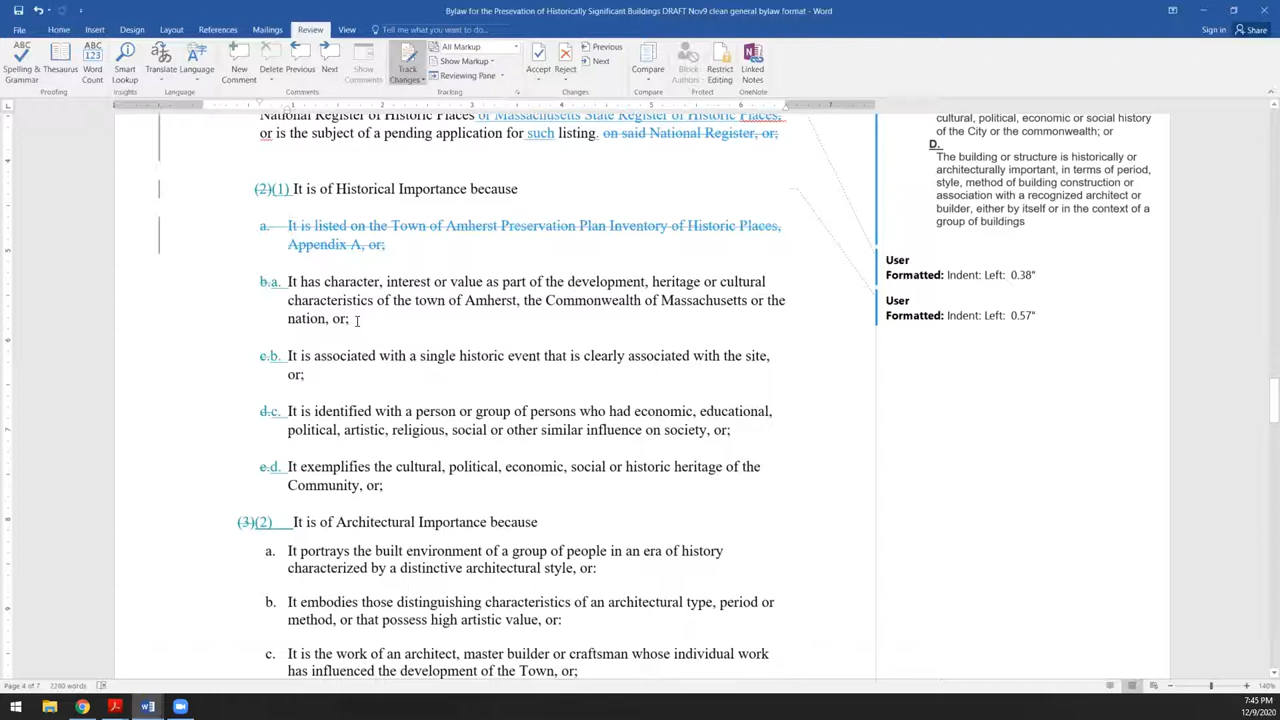 Bylaw for the Presevation of Historically Significant Buildings DRAFT Nov9 clean general bylaw format - Word
File Home Insert Design Layout References Mailings Review View Tell me what you want to do... Sign in Share
Spelling & Grammar Thesaurus Word Count Smart Lookup Translate Language New Comment Delete Previous Next Show Comments Track Changes All Markup Show Markup Reviewing Pane Accept Reject Previous Next Compare Block Authors Restrict Editing Linked Notes
Proofing Insights Language Comments Tracking Changes Compare Protect OneNote
1 2 3 4 5 6 7
National Register of Historic Places or Massachusetts State Register of Historic Places,
or is the subject of a pending application for such listing. on said National Register, or;
(2)(1) It is of Historical Importance because
a. It is listed on the Town of Amherst Preservation Plan Inventory of Historic Places,
Appendix A, or;
b.a. It has character, interest or value as part of the development, heritage or cultural
characteristics of the town of Amherst, the Commonwealth of Massachusetts or the
nation, or;
c.b. It is associated with a single historic event that is clearly associated with the site,
or;
d.c. It is identified with a person or group of persons who had economic, educational,
political, artistic, religious, social or other similar influence on society, or;
e.d. It exemplifies the cultural, political, economic, social or historic heritage of the
Community, or;
(3)(2) It is of Architectural Importance because
a. It portrays the built environment of a group of people in an era of history
characterized by a distinctive architectural style, or:
b. It embodies those distinguishing characteristics of an architectural type, period or
method, or that possess high artistic value, or:
c. It is the work of an architect, master builder or craftsman whose individual work
has influenced the development of the Town, or;
cultural, political, economic or social history
of the City or the commonwealth; or
D.
The building or structure is historically or
architecturally important, in terms of period,
style, method of building construction or
association with a recognized architect or
builder, either by itself or in the context of a
group of buildings
User
Formatted: Indent: Left: 0.38"
User
Formatted: Indent: Left: 0.57"
Page 4 of 7 2280 words 140%
7:45 PM
12/9/2020